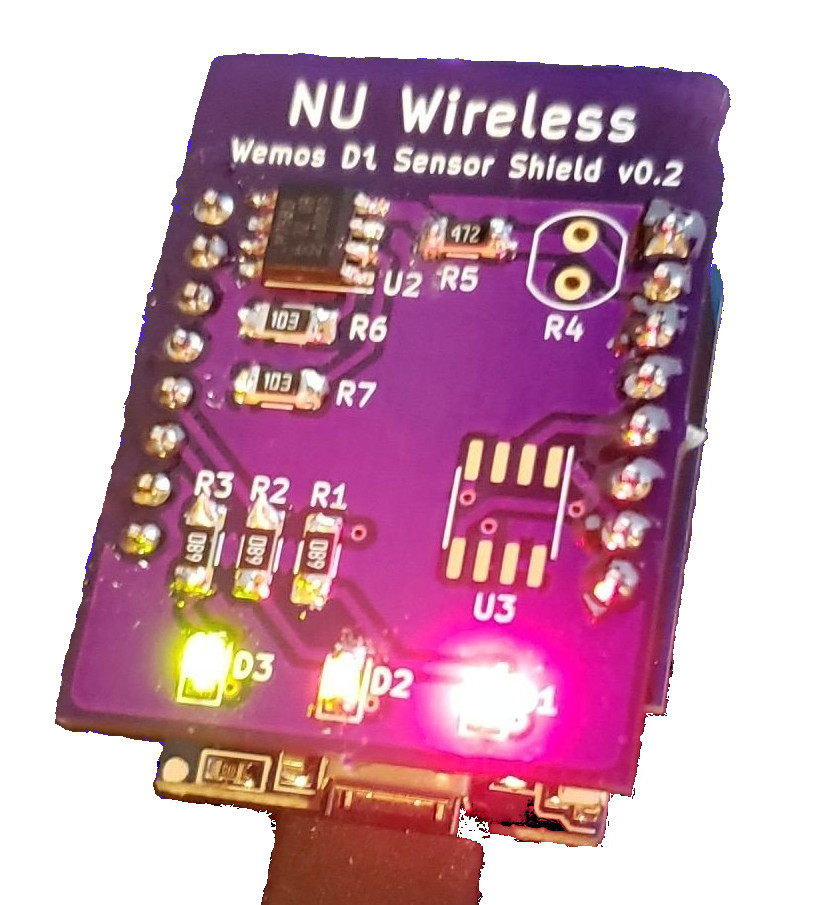 NU Wireless
Wemos D1 Sensor Shield v0.2
472
U2 R5
103 R6
R4
103 R7
R3 R2 R1
680 680 680
U3
D3 D2 1